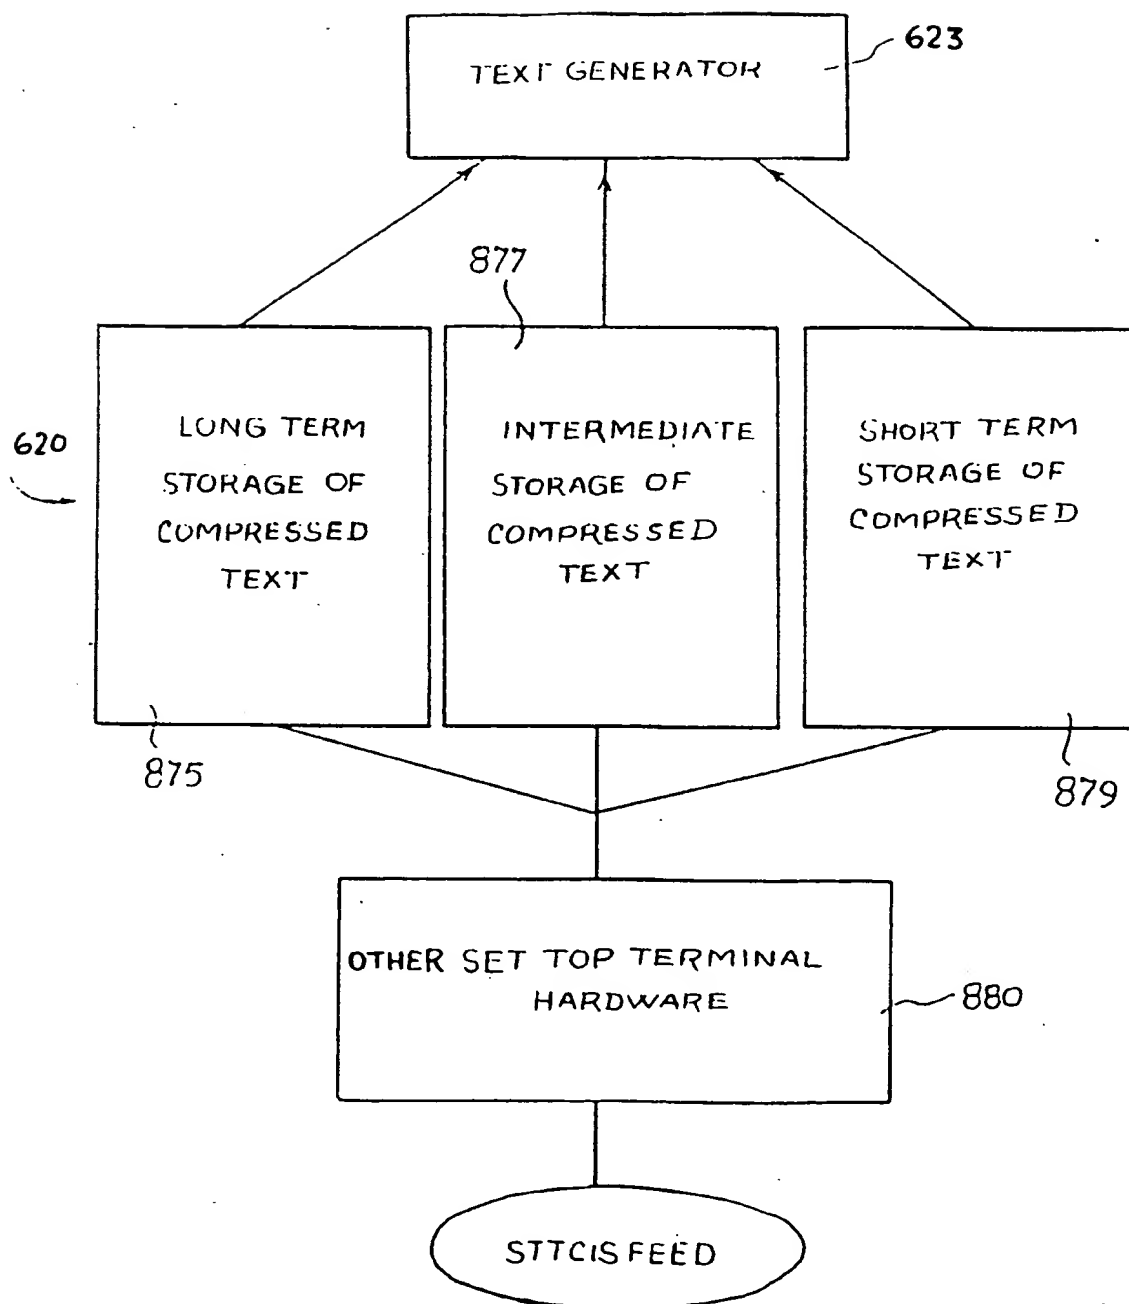 TEXT GENERATOR
623
877
620
LONG TERM
STORAGE OF
COMPRESSED
TEXT
INTERMEDIATE
STORAGE OF
COMPRESSED
TEXT
SHORT TERM
STORAGE OF
COMPRESSED
TEXT
875
879
OTHER SET TOP TERMINAL
HARDWARE
880
STTCIS FEED